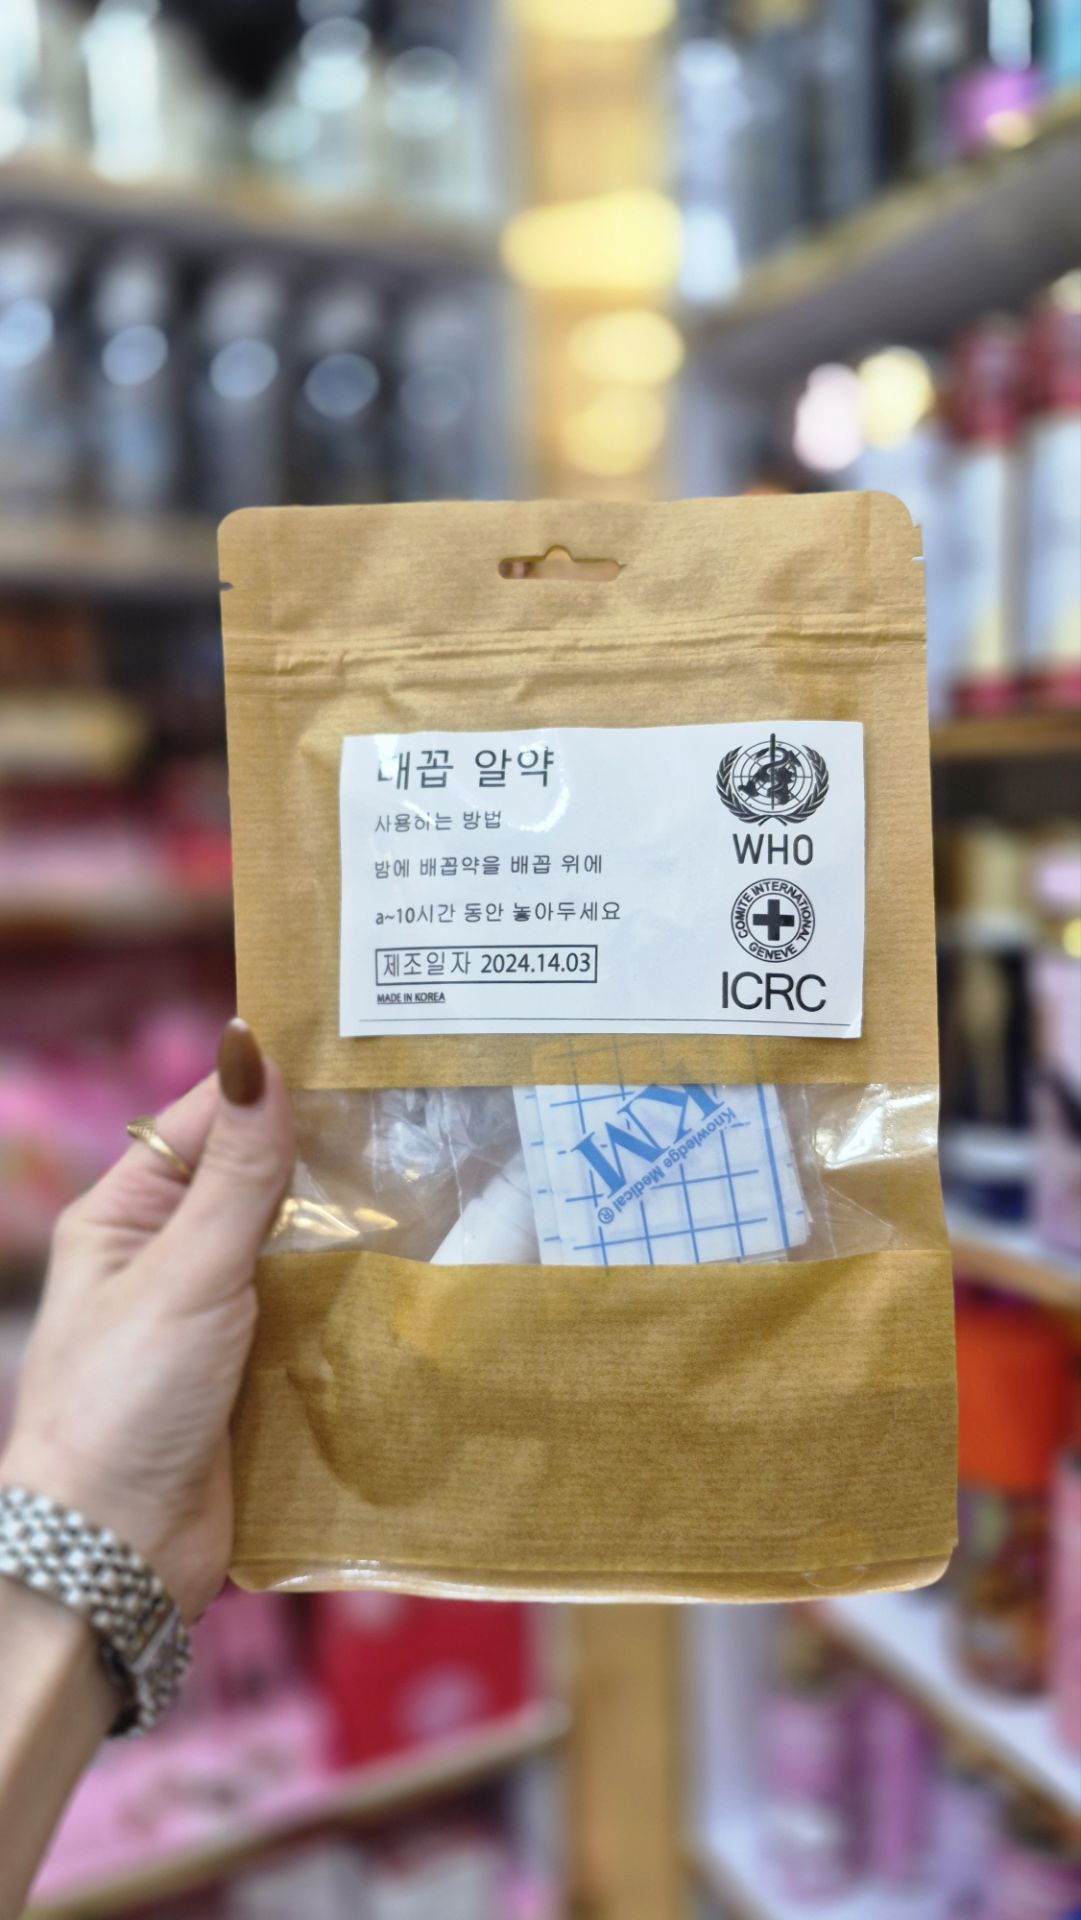 배꼽 알약
사용하는 방법
밤에 배꼽약을 배꼽 위에
a~10시간 동안 놓아두세요
제조일자 2024.14.03
MADE IN KOREA
WHO
COMITE INTERNATIONAL
GENEVE
ICRC
KM
Knowledge Medical ®